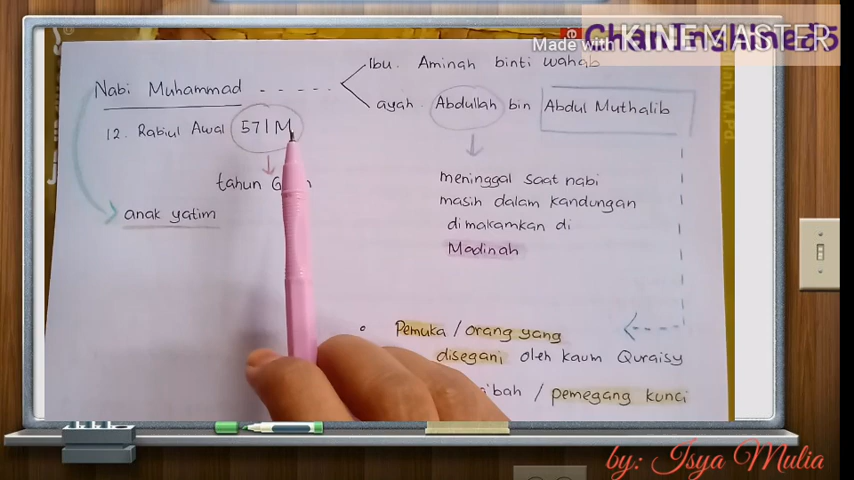 Made with KINEMASTER
Nabi Muhammad - - - - -
Ibu. Aminah binti wahab
ayah. Abdullah bin Abdul Muthalib
12. Rabiul Awal 571 M
tahun
anak yatim
meninggal saat nabi
masih dalam kandungan
dimakamkan di
Madinah
Pemuka / orang yang
disegani oleh kaum Quraisy
/ pemegang kunci
by: Isya Mulia